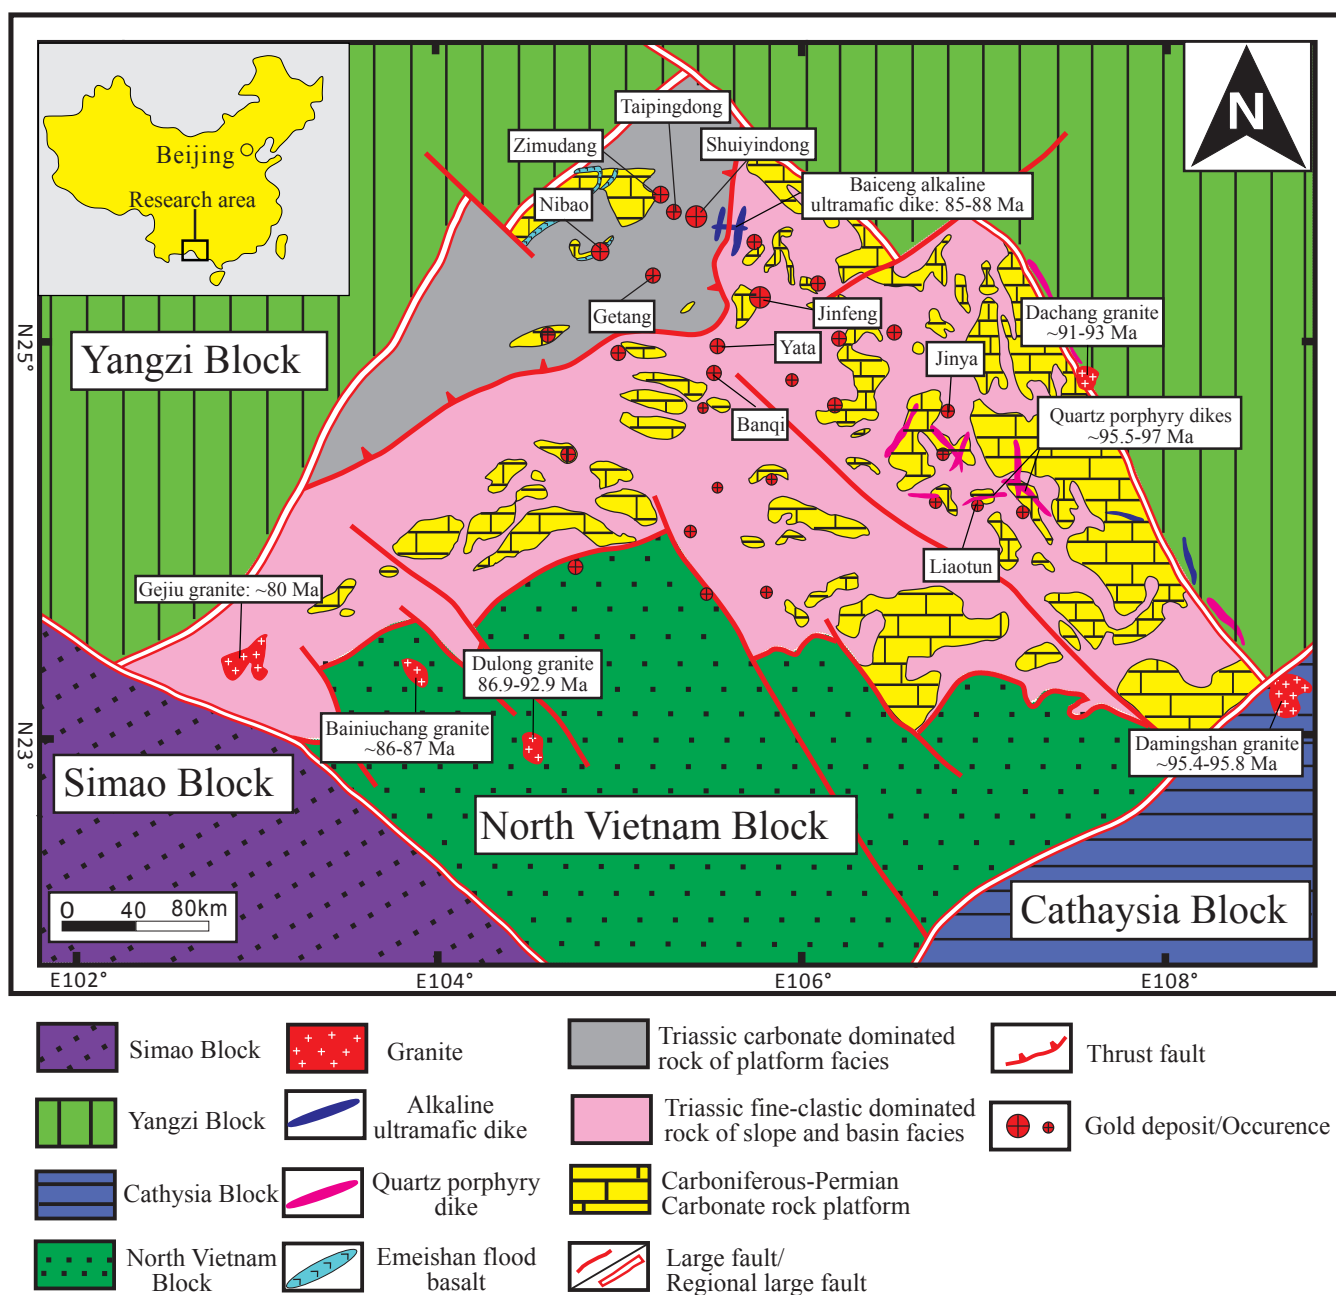 Beijing
Research area
N
Taipingdong
Zimudang
Shuiyindong
Nibao
Baiceng alkaline
ultramafic dike: 85-88 Ma
Getang
Jinfeng
Dachang granite
~91-93 Ma
Yangzi Block
Yata
Jinya
Banqi
Quartz porphyry dikes
~95.5-97 Ma
Liaotun
Gejiu granite: ~80 Ma
Dulong granite
86.9-92.9 Ma
Bainiuchang granite
~86-87 Ma
Damingshan granite
~95.4-95.8 Ma
Simao Block
North Vietnam Block
Cathaysia Block
0 40 80km
N25°
N23°
E102° E104° E106° E108°
Simao Block
Granite
Triassic carbonate dominated
rock of platform facies
Thrust fault
Yangzi Block
Alkaline
ultramafic dike
Triassic fine-clastic dominated
rock of slope and basin facies
Gold deposit/Occurence
Cathysia Block
Quartz porphyry
dike
Carboniferous-Permian
Carbonate rock platform
North Vietnam
Block
Emeishan flood
basalt
Large fault/
Regional large fault